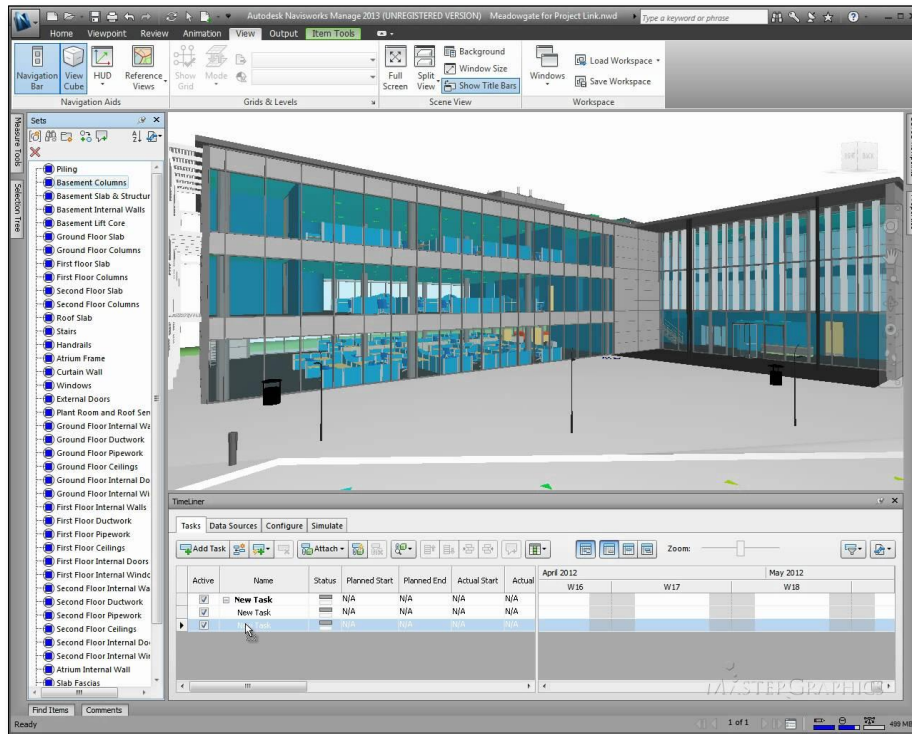 Autodesk Navisworks Manage 2013 (UNREGISTERED VERSION) Meadowgate for Project Link.nwd
Type a keyword or phrase
Home Viewpoint Review Animation View Output Item Tools
Navigation Bar
View Cube
HUD
Reference Views
Navigation Aids
Show Grid
Mode
Grids & Levels
Full Screen
Split View
Background
Window Size
Show Title Bars
Scene View
Windows
Load Workspace
Save Workspace
Workspace
Measure Tools
Selection Tree
Sets
Piling
Basement Columns
Basement Slab & Structur
Basement Internal Walls
Basement Lift Core
Ground Floor Slab
Ground Floor Columns
First floor Slab
First Floor Columns
Second Floor Slab
Second Floor Columns
Roof Slab
Stairs
Handrails
Atrium Frame
Curtain Wall
Windows
External Doors
Plant Room and Roof Serv
Ground Floor Internal Wa
Ground Floor Ductwork
Ground Floor Pipework
Ground Floor Ceilings
Ground Floor Internal Do
Ground Floor Internal Wi
First Floor Internal Walls
First Floor Ductwork
First Floor Pipework
First Floor Ceilings
First Floor Internal Doors
First Floor Internal Windc
Second Floor Internal Wa
Second Floor Ductwork
Second Floor Pipework
Second Floor Ceilings
Second Floor Internal Doo
Second Floor Internal Win
Atrium Internal Wall
Slab Fascias
TimeLiner
Tasks Data Sources Configure Simulate
Add Task
Attach
Zoom:
Active Name Status Planned Start Planned End Actual Start Actual
April 2012 May 2012
W16 W17 W18
New Task N/A N/A N/A N/A
New Task N/A N/A N/A N/A
New Task N/A N/A N/A N/A
MASTERGRAPHICS
Find Items Comments
Ready
1 of 1
499 MB